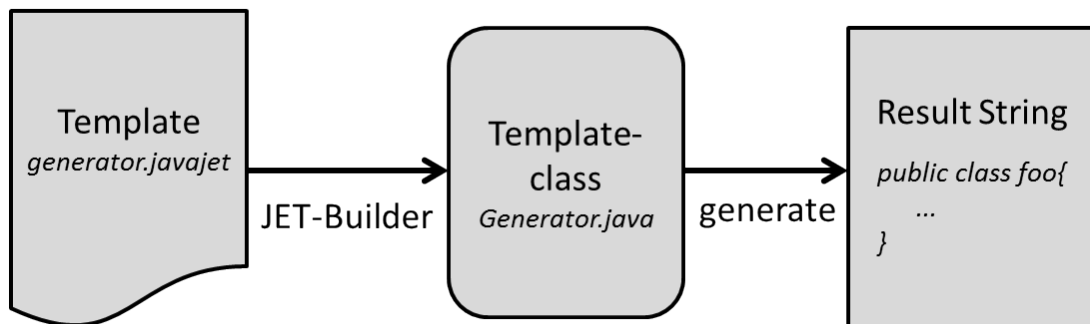 Template
generator.javajet
JET-Builder
Template-
class
Generator.java
generate
Result String
public class foo{
...
}